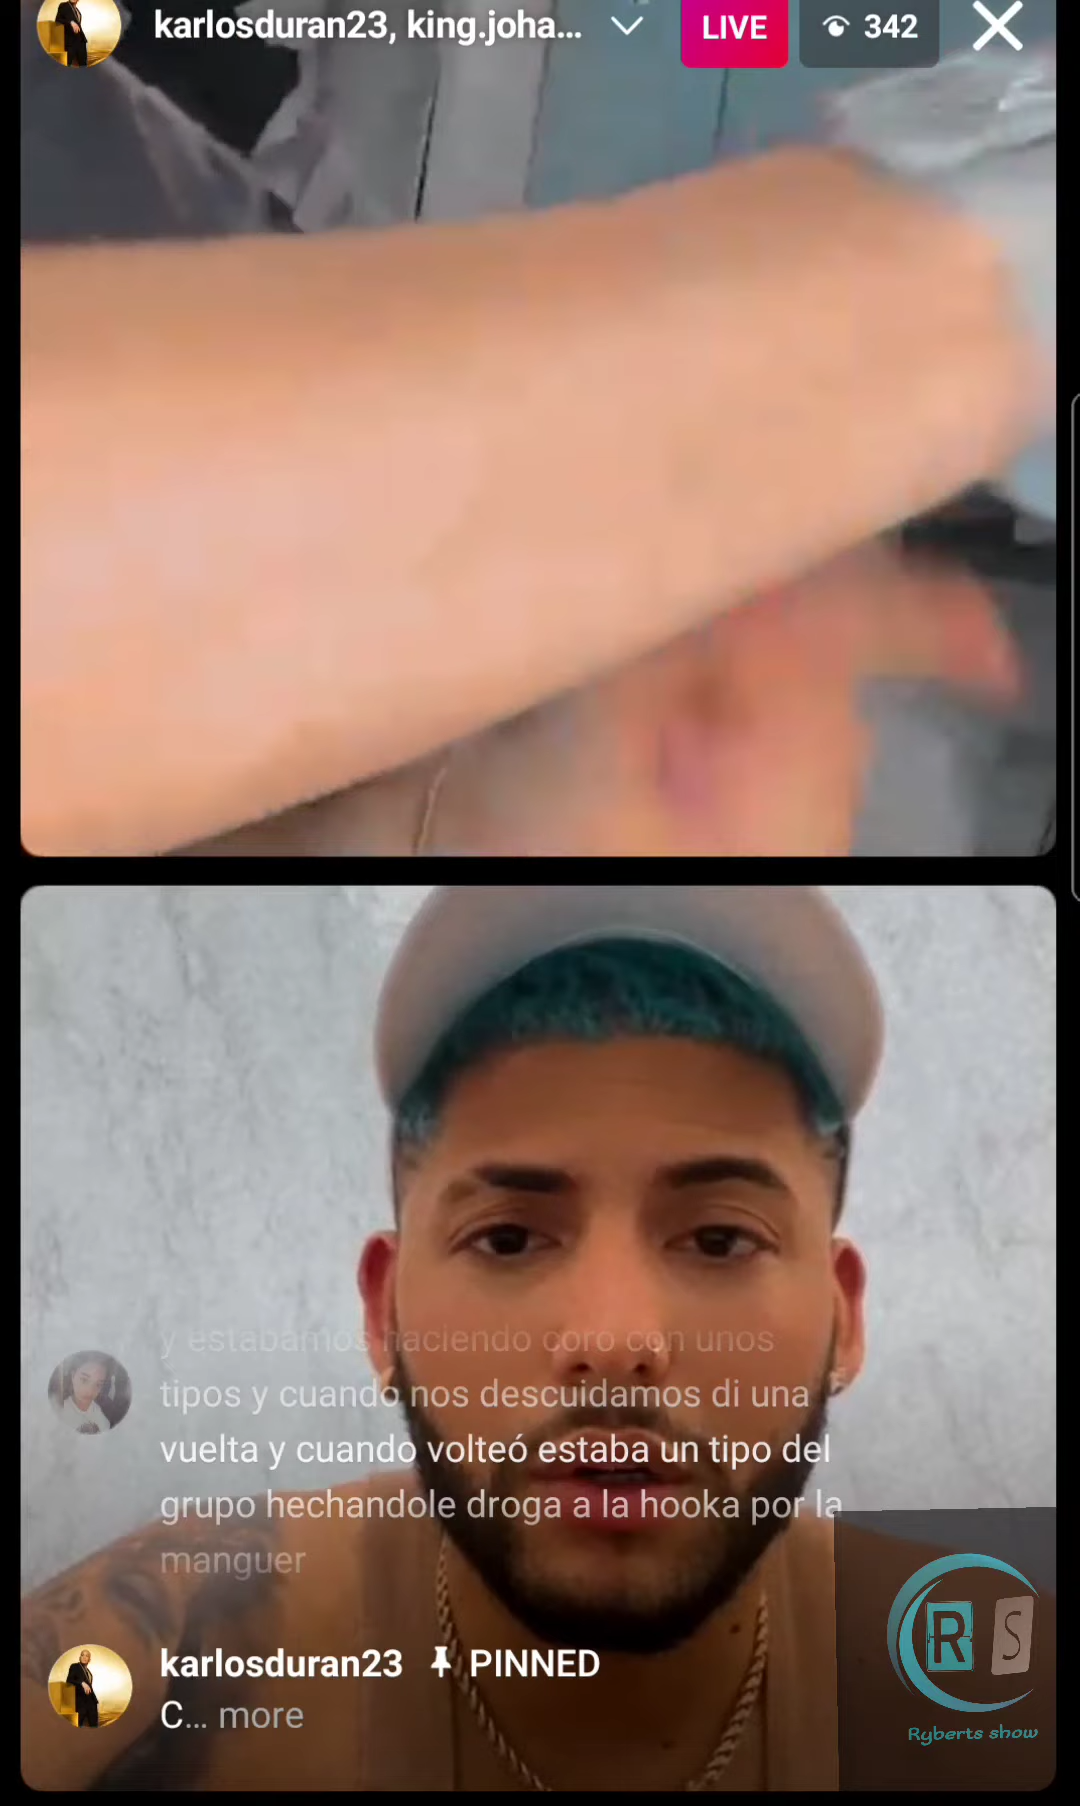 karlosduran23, king.joha...
LIVE
342
y estabamos haciendo coro con unos
tipos y cuando nos descuidamos di una
vuelta y cuando volteó estaba un tipo del
grupo hechandole droga a la hooka por la
manguer
karlosduran23 PINNED
C... more
R S
Ryberts show